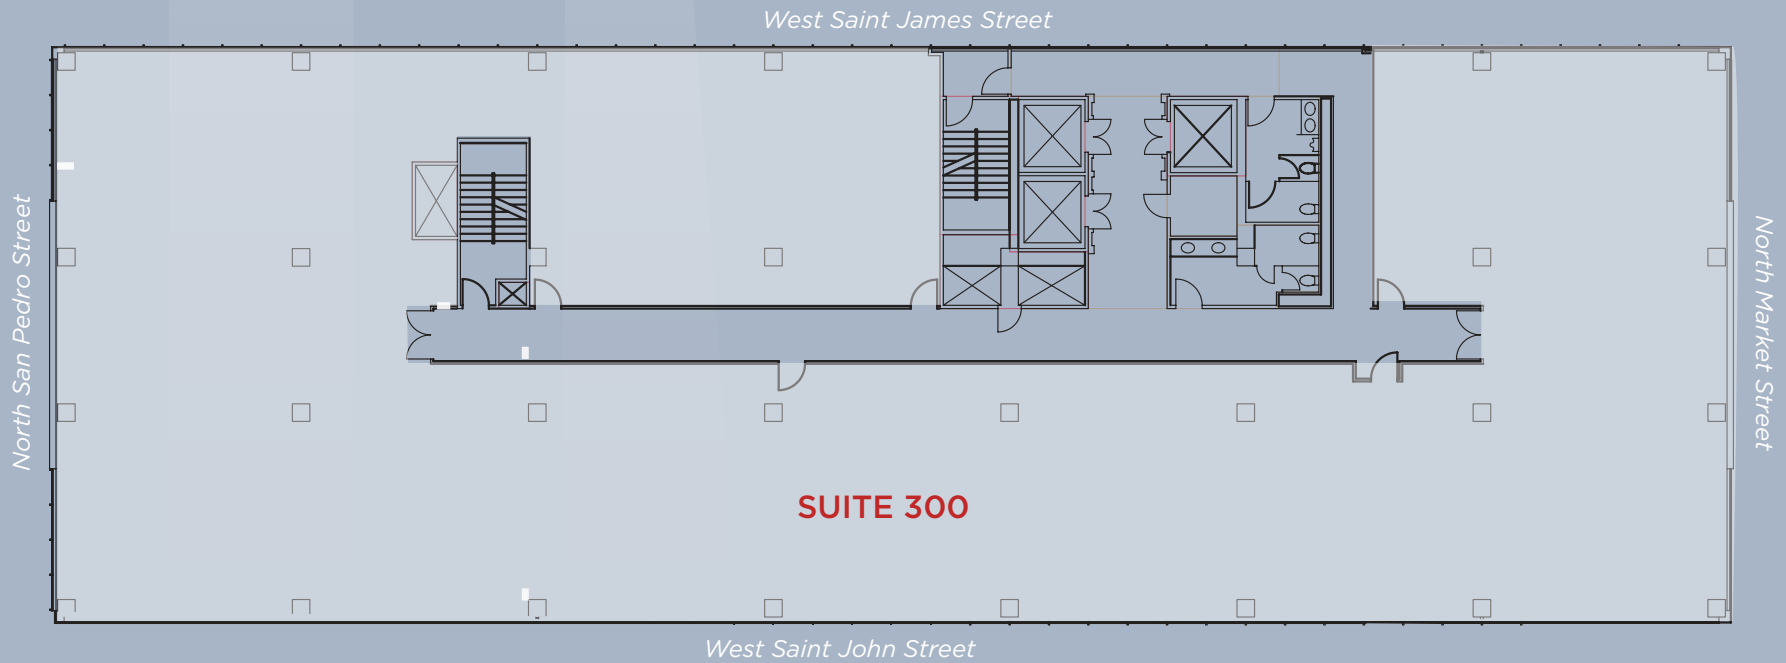 West Saint James Street
North San Pedro Street
North Market Street
SUITE 300
West Saint John Street